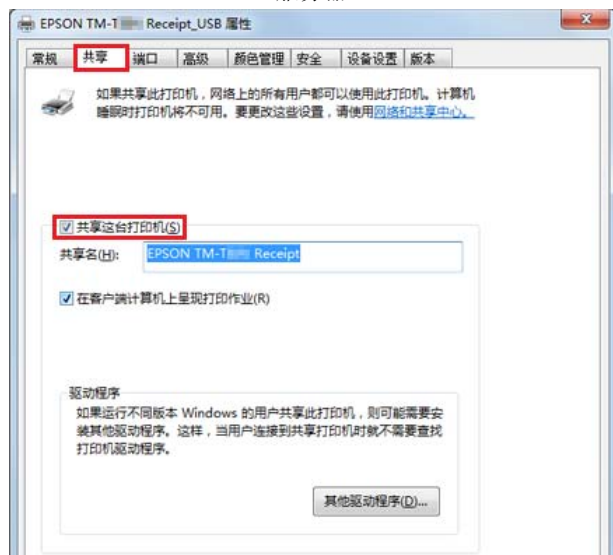 EPSON TM-T Receipt_USB 属性
常规 共享 端口 高级 颜色管理 安全 设备设置 版本
如果共享此打印机，网络上的所有用户都可以使用此打印机。计算机
睡眠时打印机将不可用。要更改这些设置，请使用网络和共享中心。
共享这台打印机(S)
共享名(H): EPSON TM-T Receipt
在客户端计算机上呈现打印作业(R)
驱动程序
如果运行不同版本 Windows 的用户共享此打印机，则可能需要安
装其他驱动程序。这样，当用户连接到共享打印机时就不需要查找
打印机驱动程序。
其他驱动程序(D)...